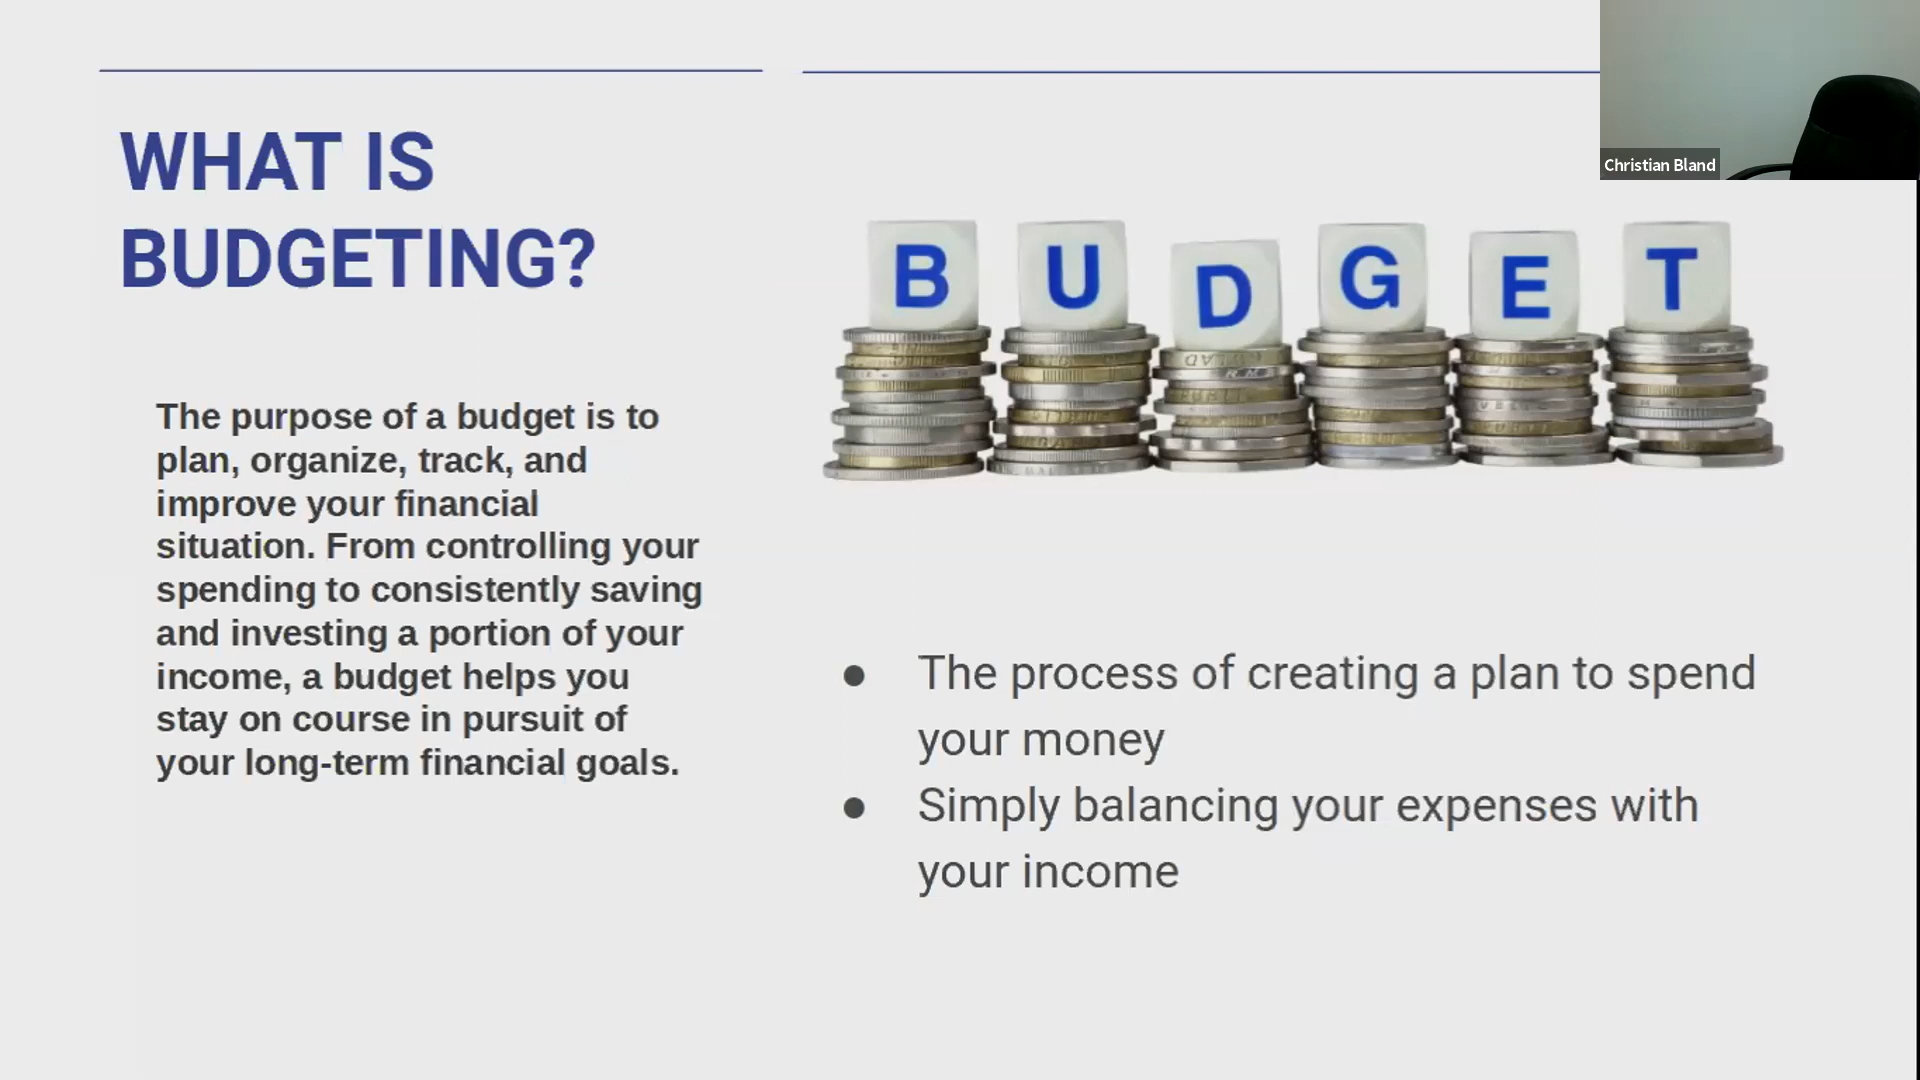 WHAT IS
BUDGETING?
The purpose of a budget is to
plan, organize, track, and
improve your financial
situation. From controlling your
spending to consistently saving
and investing a portion of your
income, a budget helps you
stay on course in pursuit of
your long-term financial goals.
Christian Bland
B U D G E T
● The process of creating a plan to spend
your money
● Simply balancing your expenses with
your income